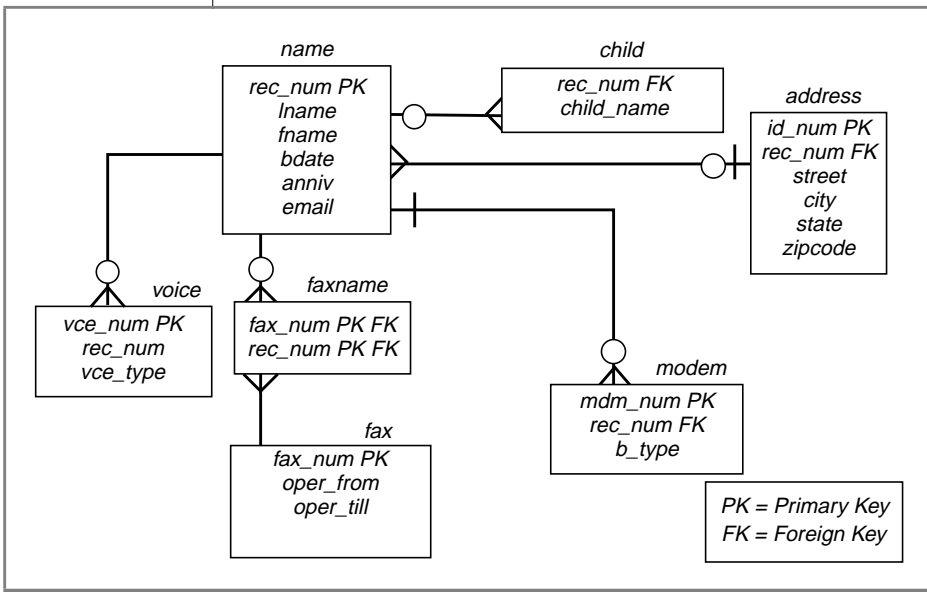 name
rec_num PK
lname
fname
bdate
anniv
email
child
rec_num FK
child_name
address
id_num PK
rec_num FK
street
city
state
zipcode
voice
vce_num PK
rec_num
vce_type
faxname
fax_num PK FK
rec_num PK FK
modem
mdm_num PK
rec_num FK
b_type
fax
fax_num PK
oper_from
oper_till
PK = Primary Key
FK = Foreign Key